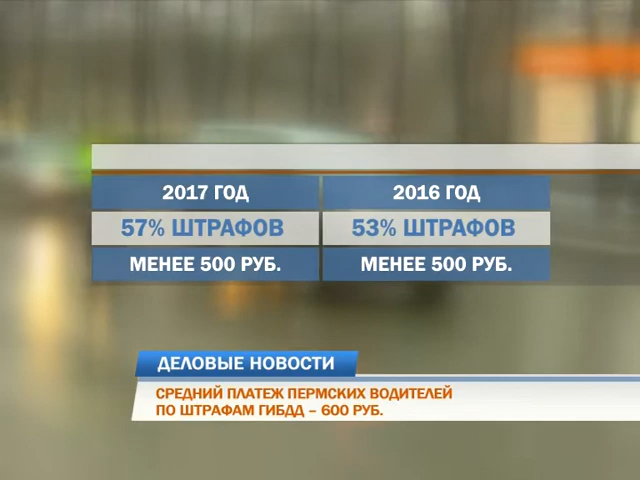 2017 ГОД
2016 ГОД
57% ШТРАФОВ
53% ШТРАФОВ
МЕНЕЕ 500 РУБ.
МЕНЕЕ 500 РУБ.
ДЕЛОВЫЕ НОВОСТИ
СРЕДНИЙ ПЛАТЕЖ ПЕРМСКИХ ВОДИТЕЛЕЙ
ПО ШТРАФАМ ГИБДД – 600 РУБ.